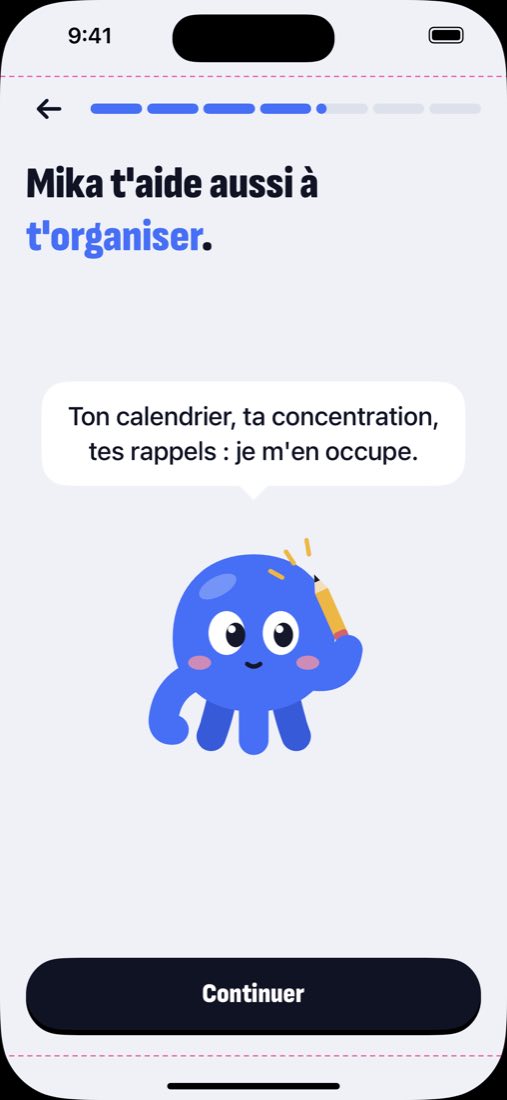 9:41
Mika t'aide aussi à
t'organiser.
Ton calendrier, ta concentration,
tes rappels : je m'en occupe.
Continuer